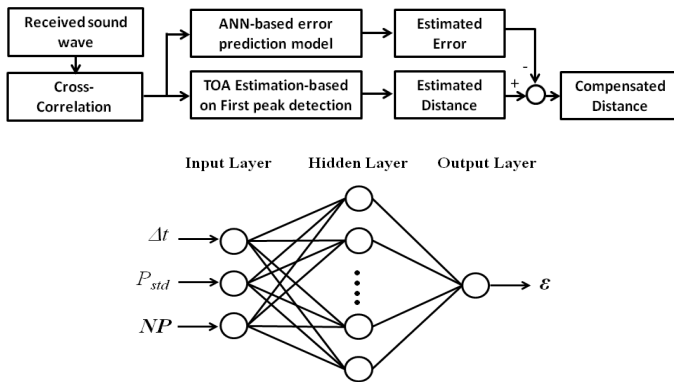 Received sound
wave
Cross-
Correlation
ANN-based error
prediction model
TOA Estimation-based
on First peak detection
Estimated
Error
Estimated
Distance
-
+
Compensated
Distance
Input Layer
Hidden Layer
Output Layer
Δt
P_std
NP
ε